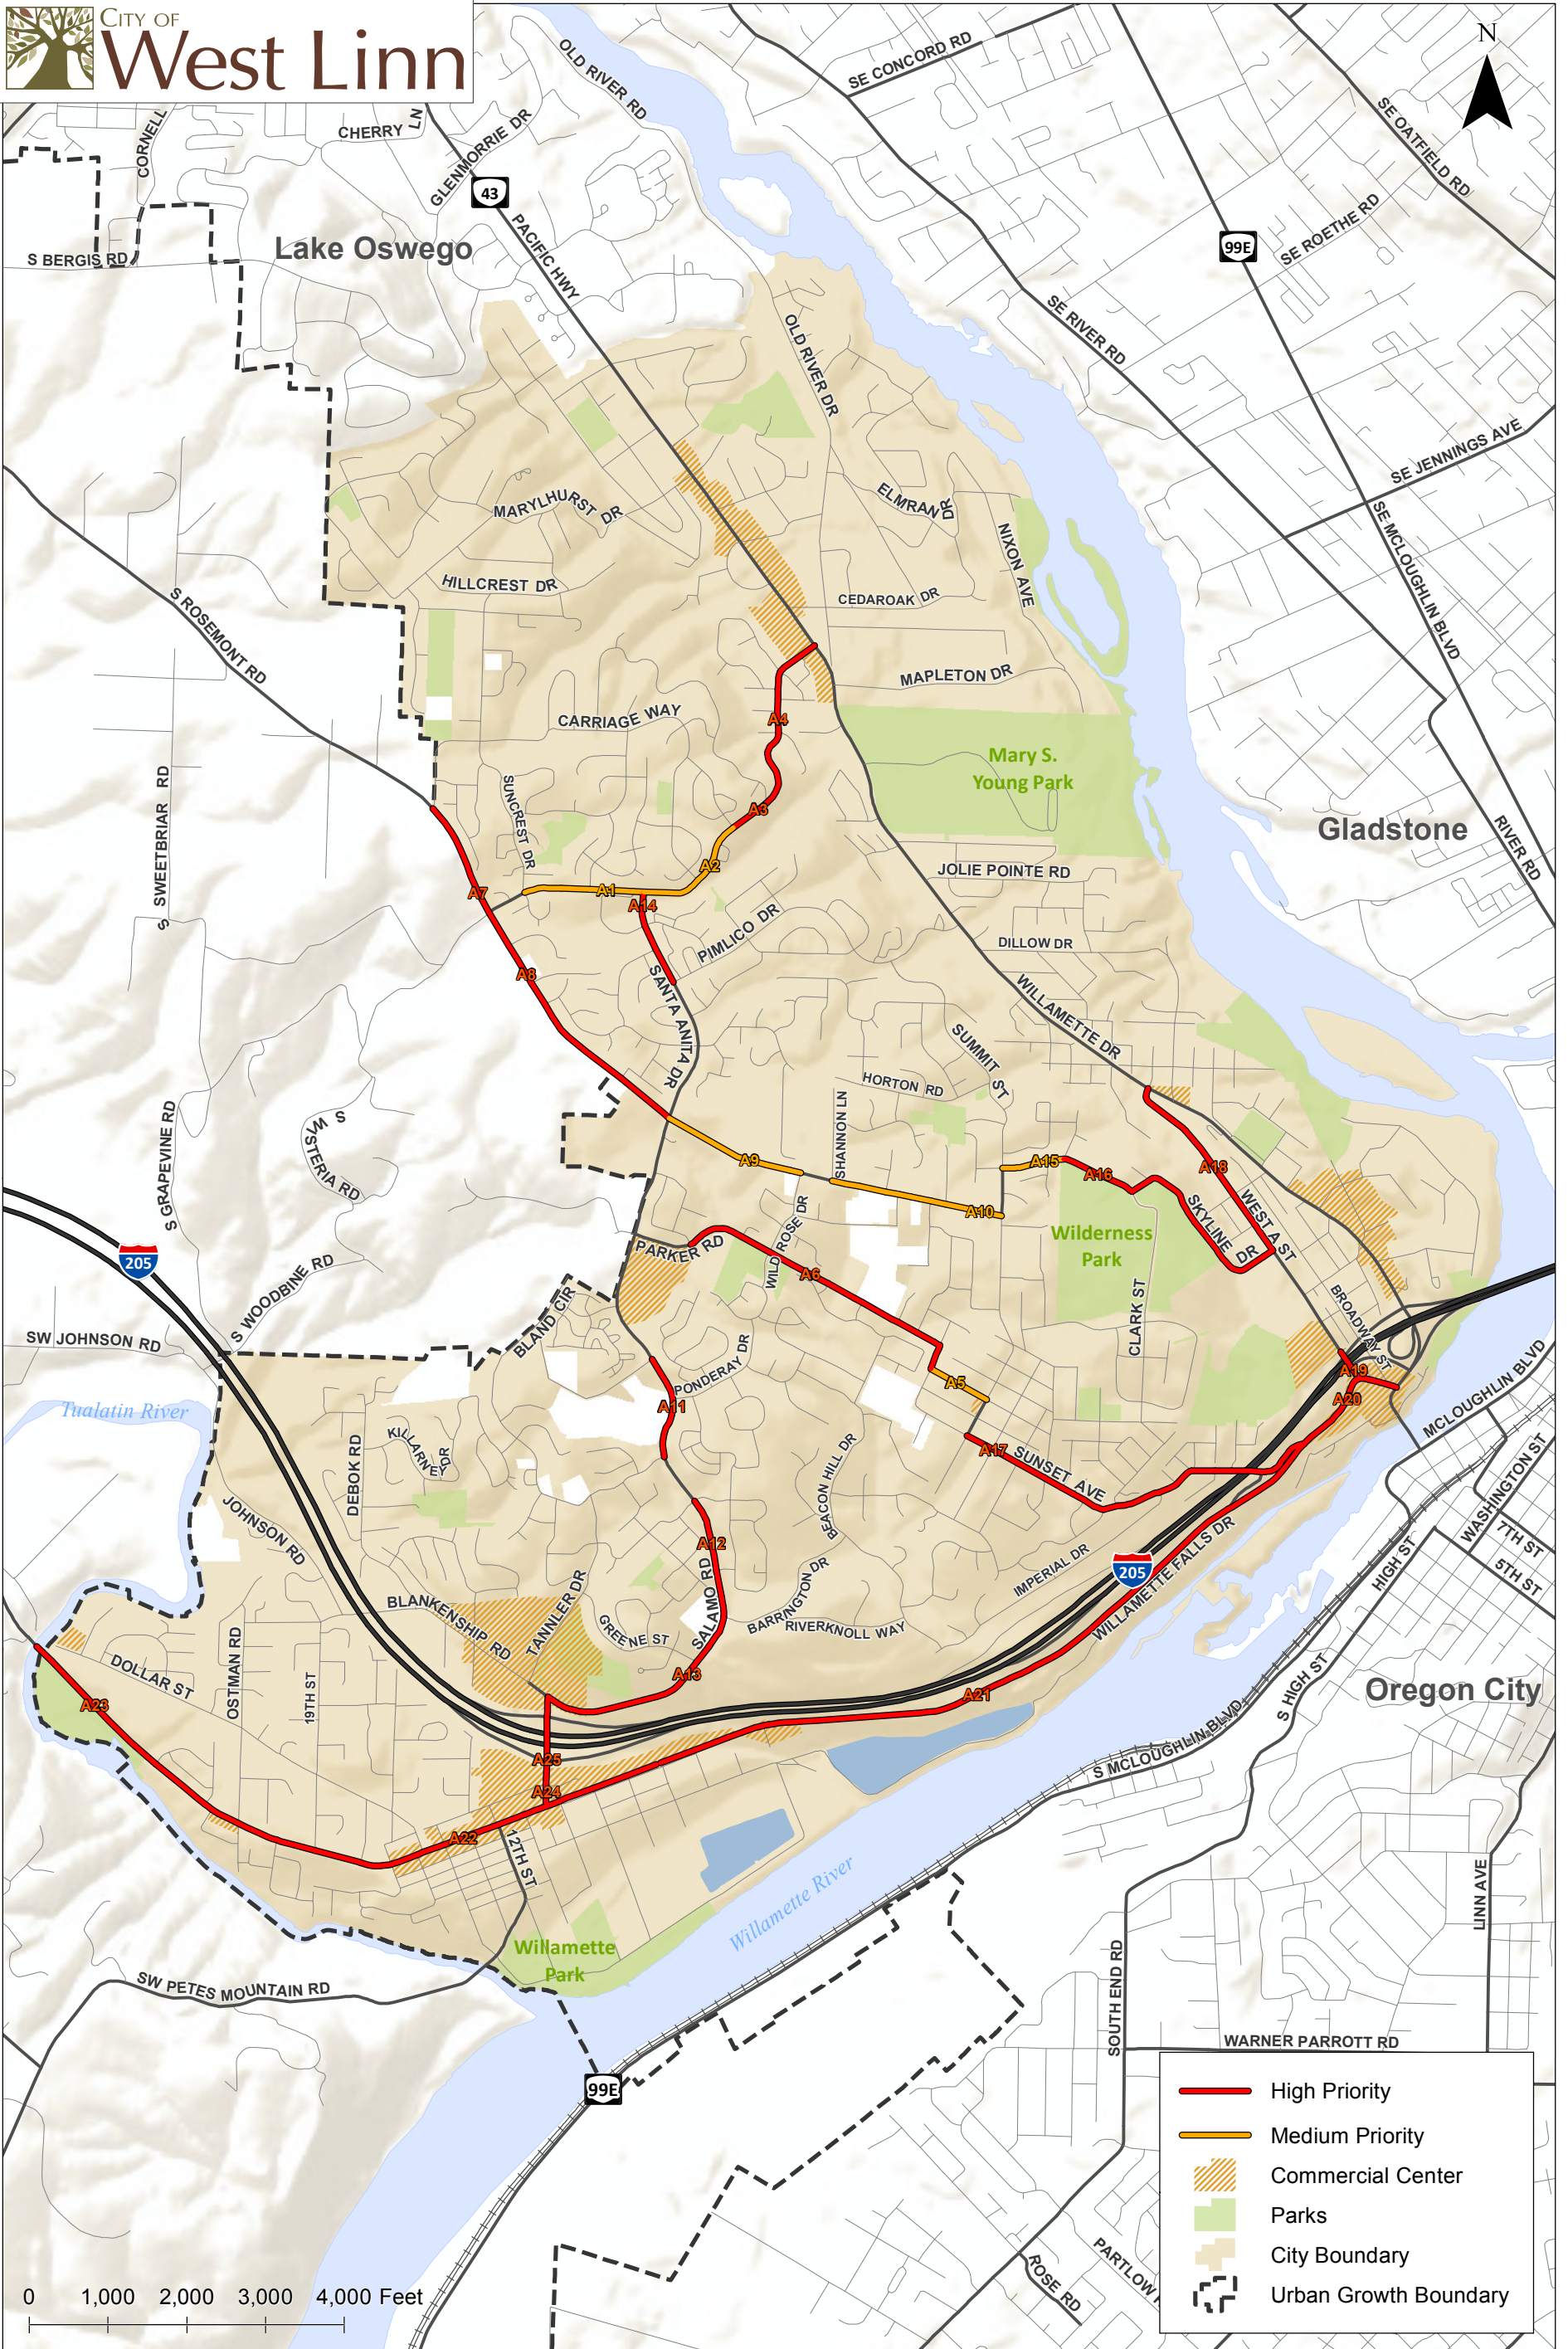 CITY OF
West Linn
N
OLD RIVER RD
SE CONCORD RD
SE OATFIELD RD
CORNELL
CHERRY LN
GLENMORRIE DR
43
PACIFIC HWY
99E
SE ROETHE RD
Lake Oswego
S BERGIS RD
SE RIVER RD
OLD RIVER DR
SE JENNINGS AVE
MARYLHURST DR
ELMRAN DR
NIXON AVE
SE MCLOUGHLIN BLVD
HILLCREST DR
CEDAROAK DR
S ROSEMONT RD
MAPLETON DR
CARRIAGE WAY
A4
Mary S.
Young Park
S SWEETBRIAR RD
SUNCREST DR
A3
Gladstone
RIVER RD
A2
JOLIE POINTE RD
A7
A1
A14
PIMLICO DR
DILLOW DR
A8
SANTA ANITA DR
WILLAMETTE DR
SUMMIT ST
HORTON RD
SHANNON LN
S GRAPEVINE RD
S WISTERIA RD
A9
A15
A16
A18
A10
SKYLINE DR
WEST A ST
Wilderness
Park
PARKER RD
WILD ROSE DR
A6
205
S WOODBINE RD
SW JOHNSON RD
BLAND CIR
CLARK ST
BROADWAY ST
PONDERAY DR
A5
A19
A20
MCLOUGHLIN BLVD
Tualatin River
A11
KILLARNEY DR
DEBOK RD
BEACON HILL DR
A17
SUNSET AVE
WASHINGTON ST
7TH ST
5TH ST
HIGH ST
JOHNSON RD
A12
IMPERIAL DR
205
WILLAMETTE FALLS DR
BLANKENSHIP RD
TANNLER DR
GREENE ST
SALAMO RD
BARRINGTON DR
RIVERKNOLL WAY
DOLLAR ST
OSTMAN RD
19TH ST
A13
A21
S HIGH ST
Oregon City
A23
S MCLOUGHLIN BLVD
A25
A24
A22
12TH ST
Willamette River
LINN AVE
Willamette
Park
SW PETES MOUNTAIN RD
SOUTH END RD
WARNER PARROTT RD
99E
High Priority
Medium Priority
Commercial Center
Parks
City Boundary
Urban Growth Boundary
ROSE RD
PARTLOW
0 1,000 2,000 3,000 4,000 Feet